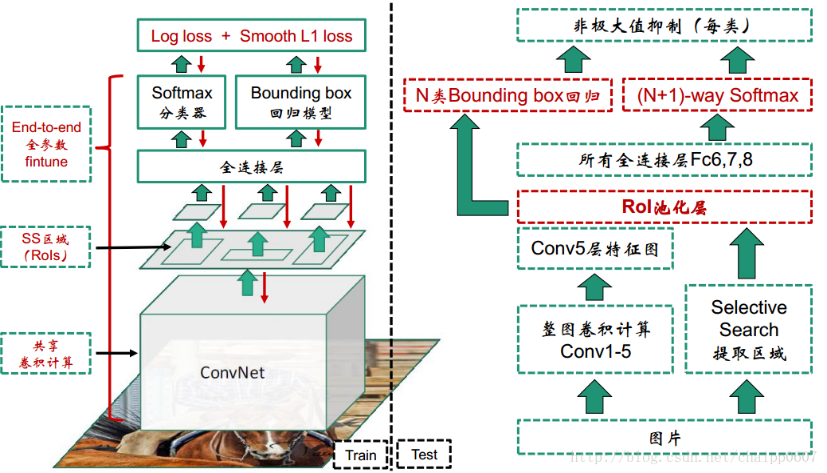 Log loss + Smooth L1 loss
Softmax
分类器
Bounding box
回归模型
End-to-end
全参数
fintune
全连接层
SS区域
(RoIs)
共享
卷积计算
ConvNet
Train
Test
非极大值抑制（每类）
N类Bounding box回归
(N+1)-way Softmax
所有全连接层Fc6,7,8
RoI池化层
Conv5层特征图
整图卷积计算
Conv1-5
Selective
Search
提取区域
图片
http://blog.csdn.net/chaipp0607